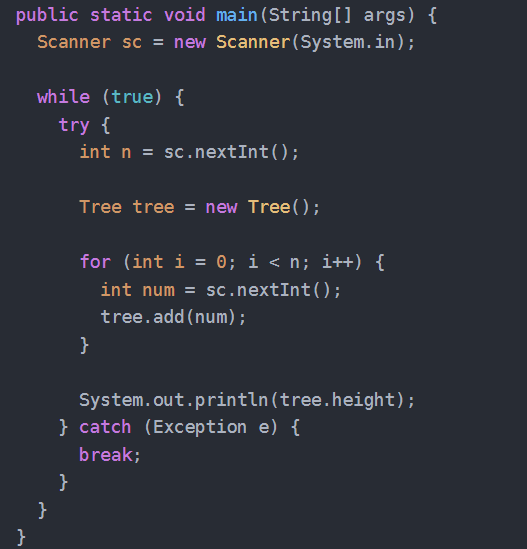 public static void main(String[] args) {
  Scanner sc = new Scanner(System.in);

  while (true) {
    try {
      int n = sc.nextInt();

      Tree tree = new Tree();

      for (int i = 0; i < n; i++) {
        int num = sc.nextInt();
        tree.add(num);
      }

      System.out.println(tree.height);
    } catch (Exception e) {
      break;
    }
  }
}